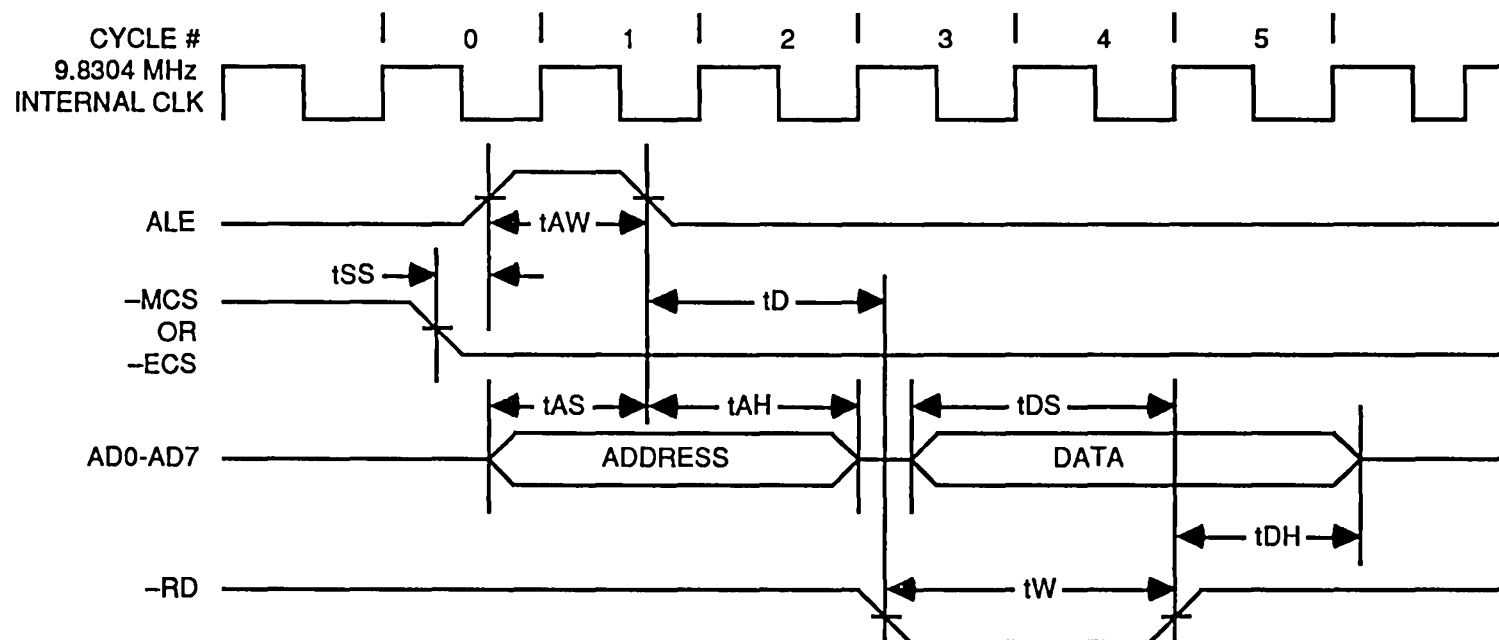 CYCLE # 0 1 2 3 4 5
9.8304 MHz
INTERNAL CLK
ALE
tAW
tSS
–MCS
OR
–ECS
tD
tAS
tAH
tDS
AD0-AD7
ADDRESS
DATA
tDH
–RD
tW